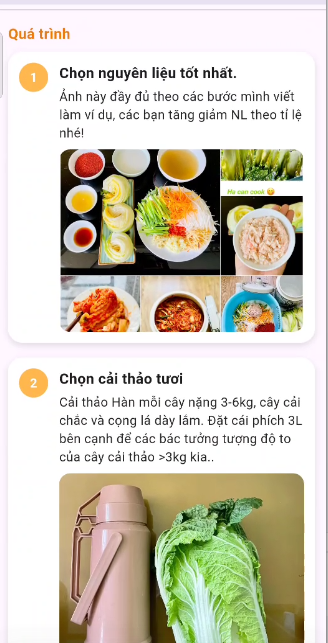 Quá trình
1
Chọn nguyên liệu tốt nhất.
Ảnh này đầy đủ theo các bước mình viết
làm ví dụ, các bạn tăng giảm NL theo tỉ lệ
nhé!
Ha can cook
2
Chọn cải thảo tươi
Cải thảo Hàn mỗi cây nặng 3-6kg, cây cải
chắc và cọng lá dày lắm. Đặt cái phích 3L
bên cạnh để các bác tưởng tượng độ to
của cây cải thảo >3kg kia..